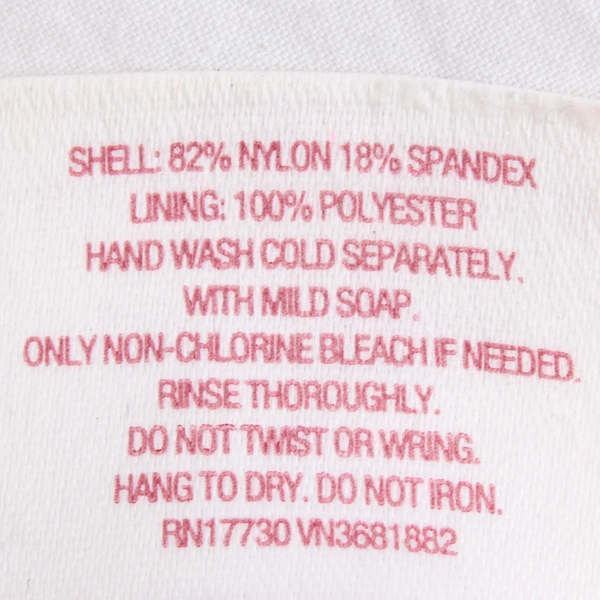 SHELL: 82% NYLON 18% SPANDEX
LINING: 100% POLYESTER
HAND WASH COLD SEPARATELY,
WITH MILD SOAP.
ONLY NON-CHLORINE BLEACH IF NEEDED.
RINSE THOROUGHLY.
DO NOT TWIST OR WRING.
HANG TO DRY. DO NOT IRON.
RN17730 VN3681882